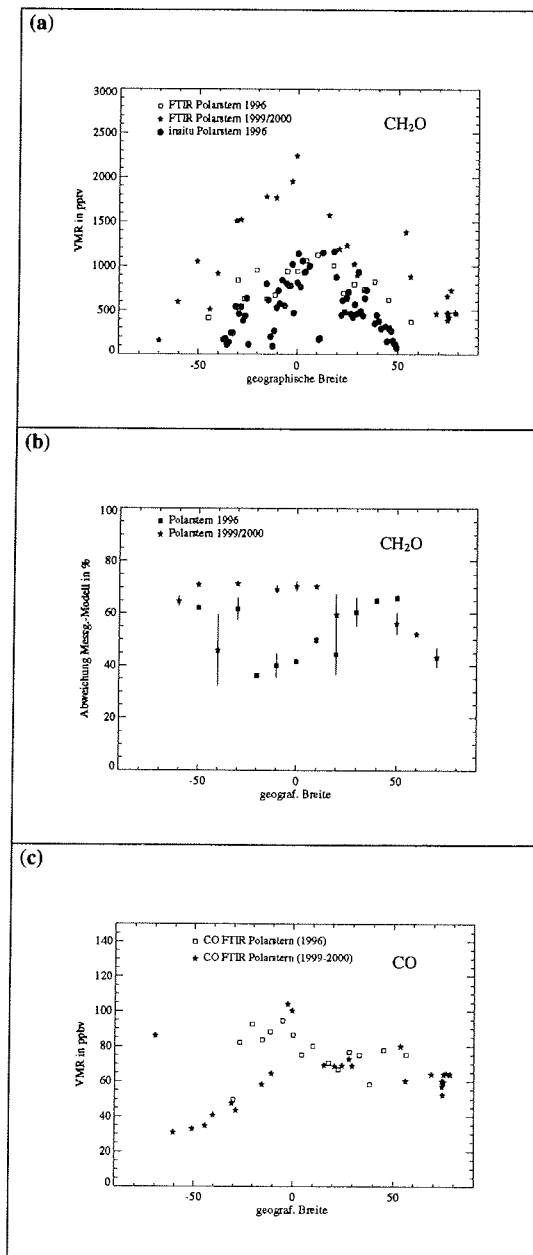 (a)
3000
2500
2000
1500
1000
500
0
VMR in pptv
FTIR Polarstern 1996
FTIR Polarstern 1999/2000
insitu Polarstern 1996
CH2O
-50 0 50
geographische Breite
(b)
100
80
60
40
20
0
Abweichung Messg.-Modell in %
Polarstern 1996
Polarstern 1999/2000
CH2O
-50 0 50
geograf. Breite
(c)
140
120
100
80
60
40
20
0
VMR in ppbv
CO FTIR Polarstern (1996)
CO FTIR Polarstern (1999-2000)
CO
-50 0 50
geograf. Breite